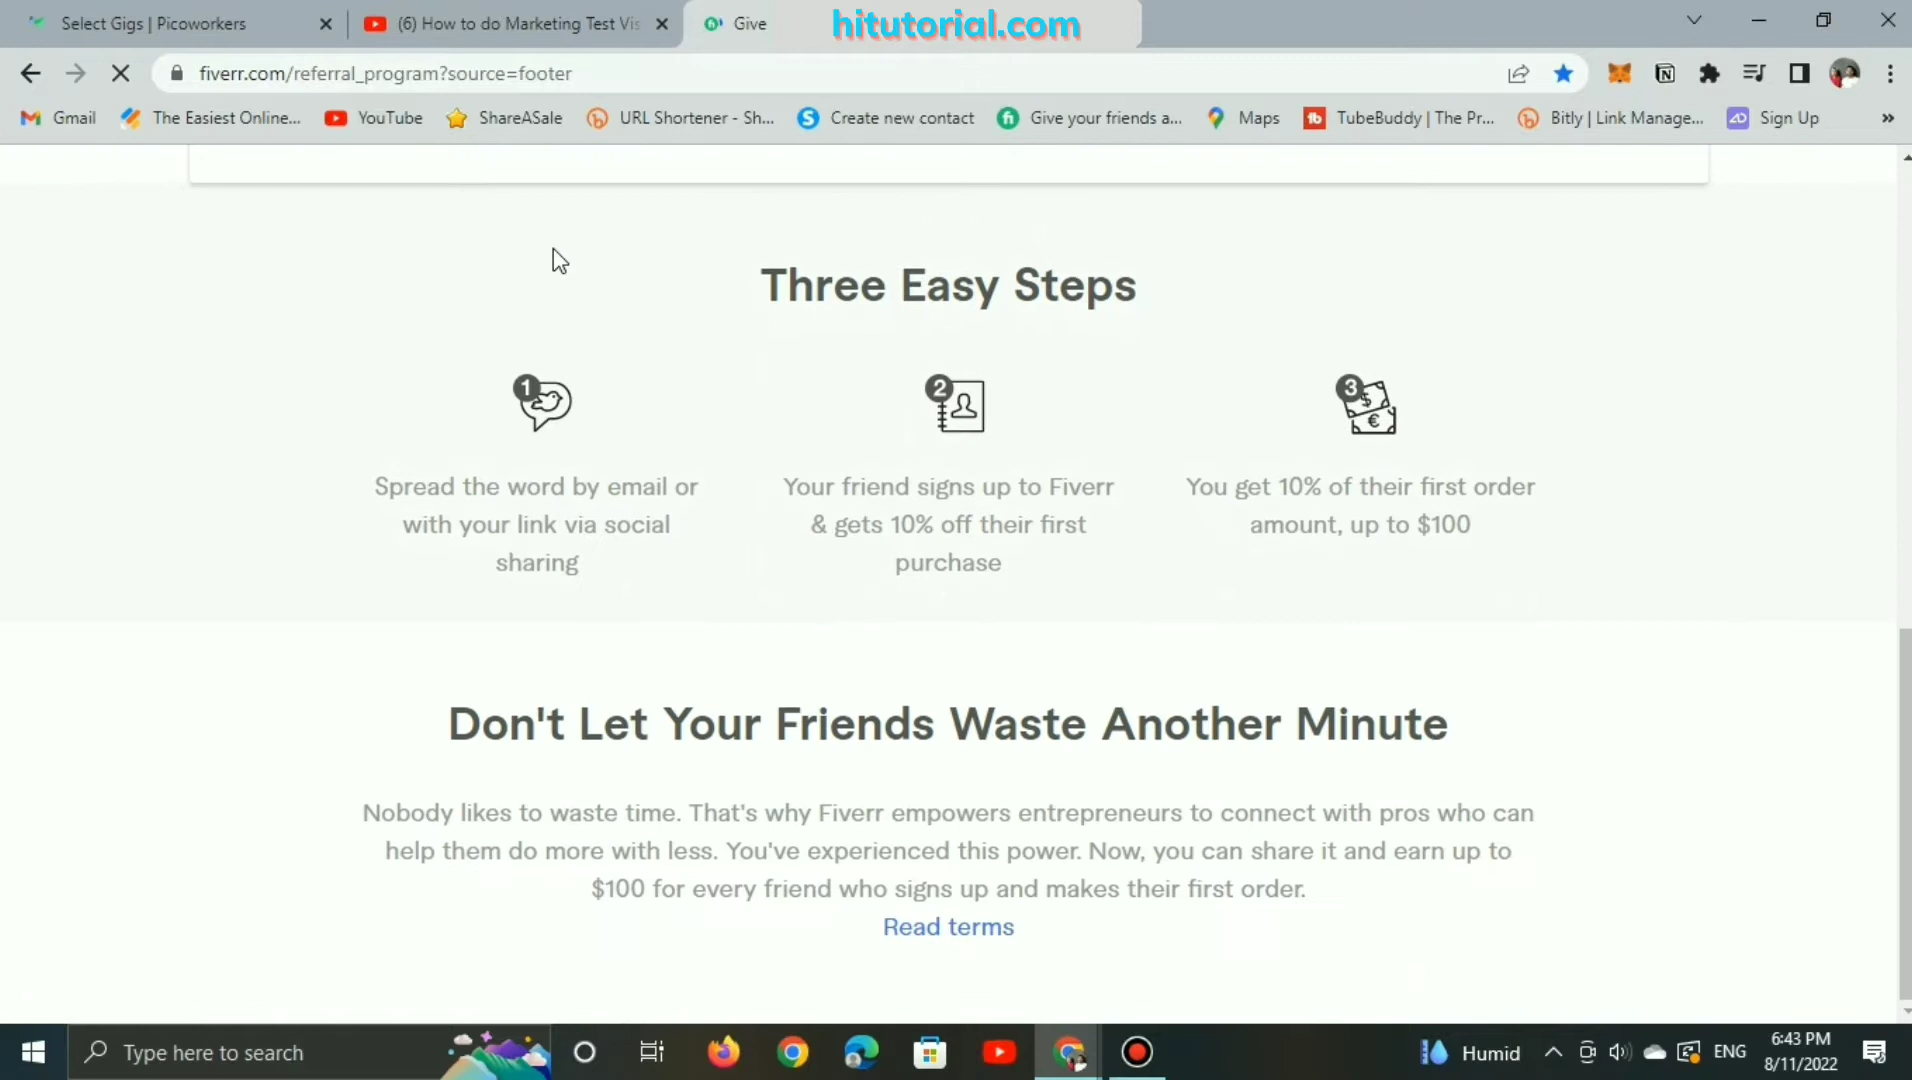 Select Gigs | Picoworkers
(6) How to do Marketing Test Vis
Give
hitutorial.com
fiverr.com/referral_program?source=footer
Gmail
The Easiest Online...
YouTube
ShareASale
URL Shortener - Sh...
Create new contact
Give your friends a...
Maps
TubeBuddy | The Pr...
Bitly | Link Manage...
Sign Up
»
Three Easy Steps
1
2
3
Spread the word by email or
with your link via social
sharing
Your friend signs up to Fiverr
& gets 10% off their first
purchase
You get 10% of their first order
amount, up to $100
Don't Let Your Friends Waste Another Minute
Nobody likes to waste time. That's why Fiverr empowers entrepreneurs to connect with pros who can
help them do more with less. You've experienced this power. Now, you can share it and earn up to
$100 for every friend who signs up and makes their first order.
Read terms
Type here to search
Humid
ENG
6:43 PM
8/11/2022